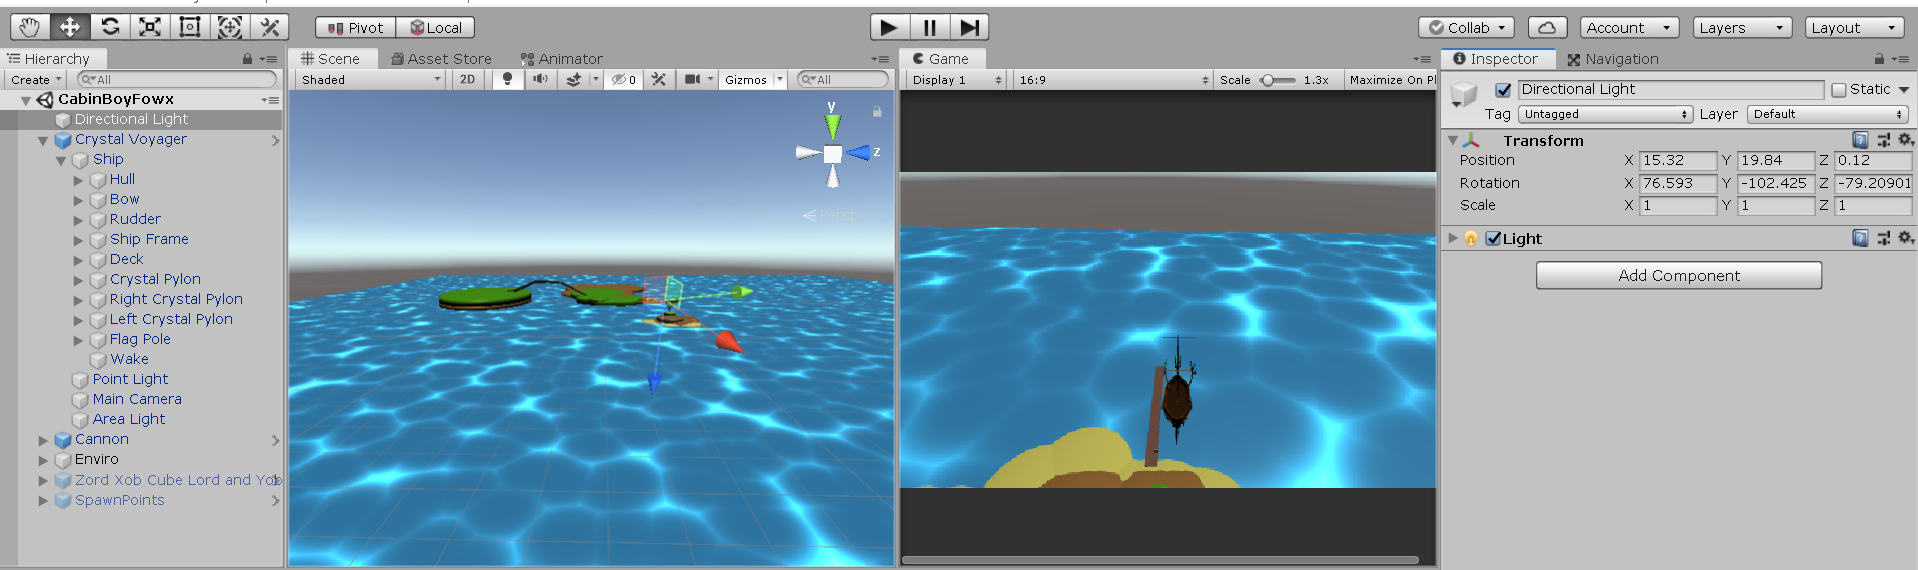 Pivot Local Collab Account Layers Layout
Hierarchy
Create All
CabinBoyFowx
Directional Light
Crystal Voyager
Ship
Hull
Bow
Rudder
Ship Frame
Deck
Crystal Pylon
Right Crystal Pylon
Left Crystal Pylon
Flag Pole
Wake
Point Light
Main Camera
Area Light
Cannon
Enviro
Zord Xob Cube Lord and Yob
SpawnPoints
Scene Asset Store Animator
Shaded 2D 0 Gizmos All
y
z
Persp
Game
Display 1 16:9 Scale 1.3x Maximize On Pl
Inspector Navigation
Directional Light Static
Tag Untagged Layer Default
Transform
Position X 15.32 Y 19.84 Z 0.12
Rotation X 76.593 Y -102.425 Z -79.20901
Scale X 1 Y 1 Z 1
Light
Add Component